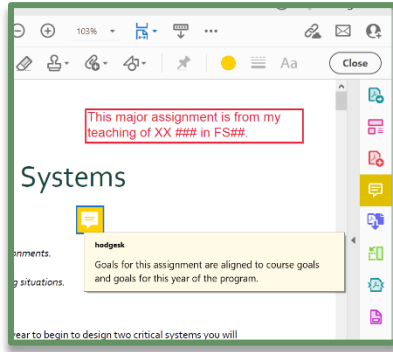 103%
Aa
Close
This major assignment is from my
teaching of XX ### in FS##.
Systems
hodgesk
Goals for this assignment are aligned to course goals
and goals for this year of the program.
g situations.
year to begin to design two critical systems you will